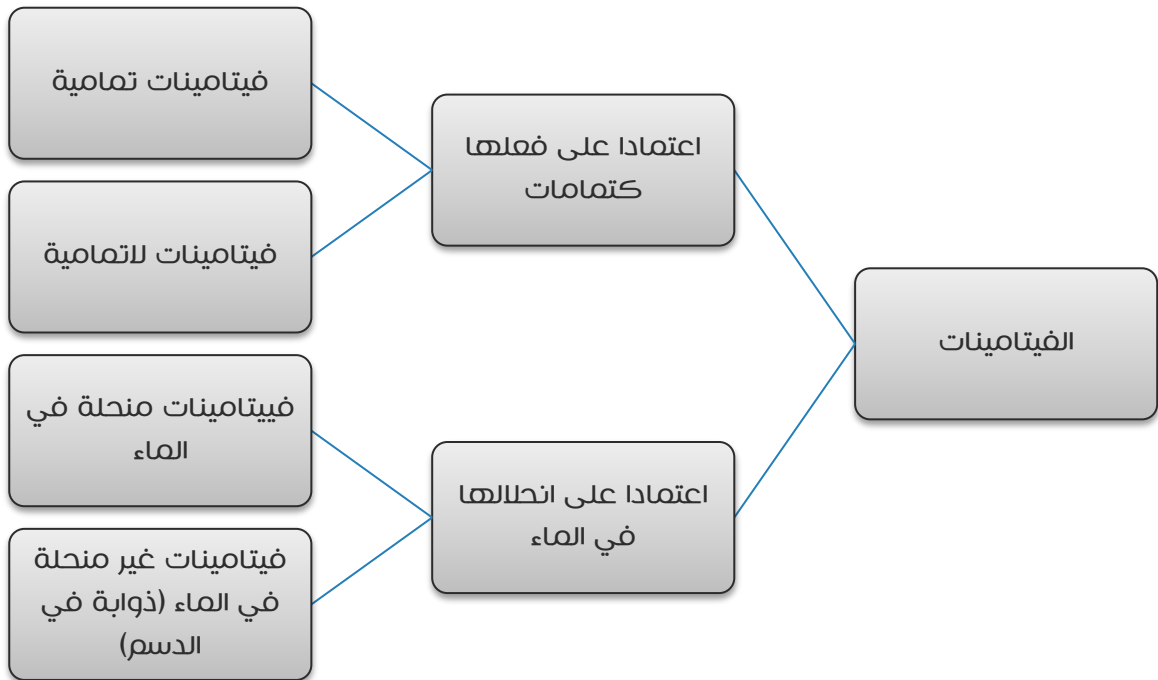 الفيتامينات
اعتمادا على فعلها
كتمامات
فيتامينات تمامية
فيتامينات لاتمامية
اعتمادا على انحلالها
في الماء
فييتامينات منحلة في
الماء
فيتامينات غير منحلة
في الماء (ذوابة في
الدسم)